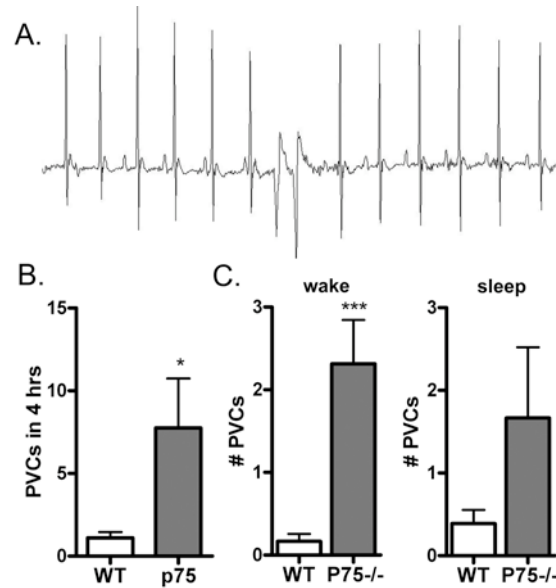 A.
B.
15
10
5
0
PVCs in 4 hrs
*
WT p75
C.
wake
3
2
1
0
# PVCs
***
WT P75-/-
sleep
3
2
1
0
# PVCs
WT P75-/-